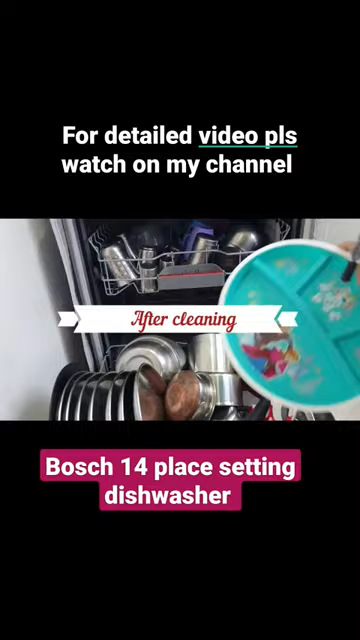 For detailed video pls
watch on my channel
After cleaning
Bosch 14 place setting
dishwasher